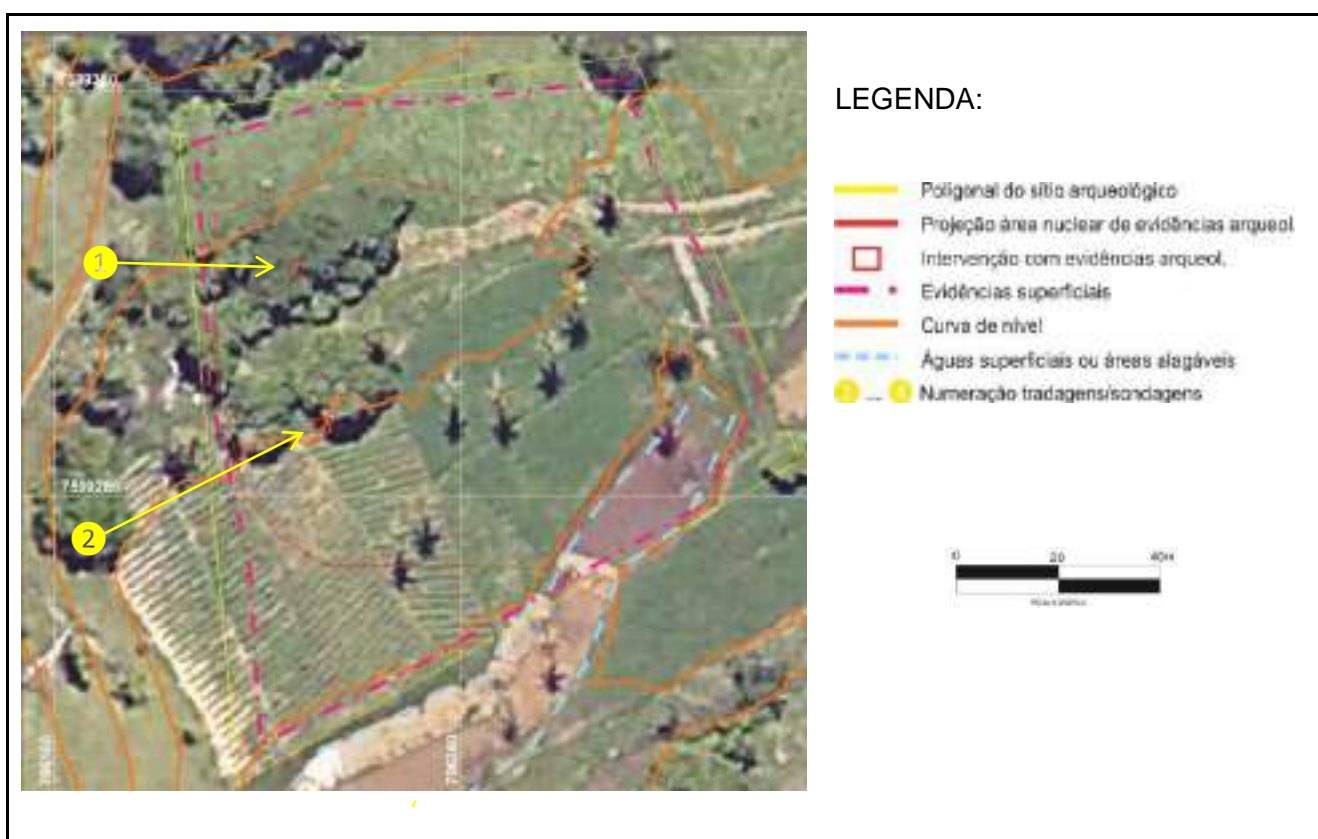 LEGENDA:
Poligonal do sítio arqueológico
Projeção área nuclear de evidências arqueol
Intervenção com evidências arqueol.
Evidências superficiais
Curva de nível
Águas superficiais ou áreas alagáveis
Numeração tradagens/sondagens
1
2
0 20 40m